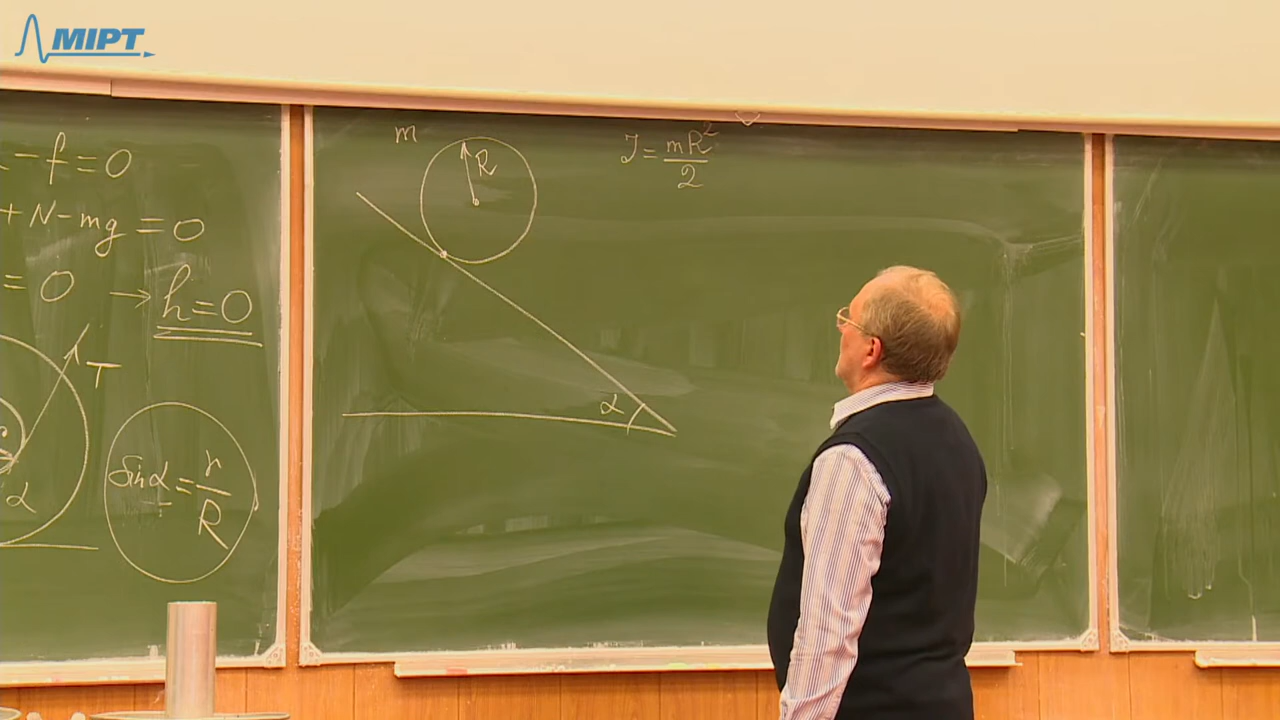 MIPT
- f = 0
+ N - mg = 0
= 0 → h = 0
T
α
sin α = r/R
m
R
α
J = mR²/2